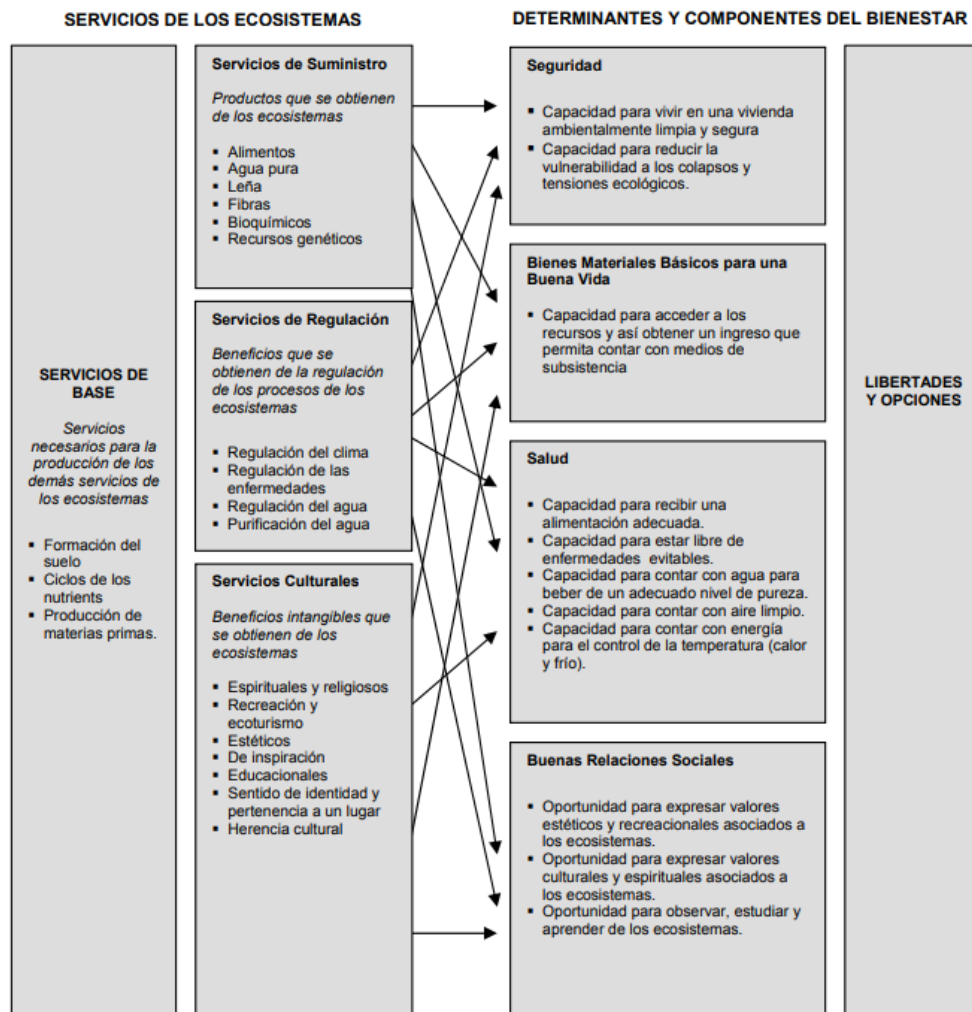 SERVICIOS DE LOS ECOSISTEMAS
DETERMINANTES Y COMPONENTES DEL BIENESTAR
SERVICIOS DE
BASE
Servicios
necesarios para la
producción de los
demás servicios de
los ecosistemas
▪ Formación del
suelo
▪ Ciclos de los
nutrients
▪ Producción de
materias primas.
Servicios de Suministro
Productos que se obtienen
de los ecosistemas
▪ Alimentos
▪ Agua pura
▪ Leña
▪ Fibras
▪ Bioquímicos
▪ Recursos genéticos
Servicios de Regulación
Beneficios que se
obtienen de la regulación
de los procesos de los
ecosistemas
▪ Regulación del clima
▪ Regulación de las
enfermedades
▪ Regulación del agua
▪ Purificación del agua
Servicios Culturales
Beneficios intangibles que
se obtienen de los
ecosistemas
▪ Espirituales y religiosos
▪ Recreación y
ecoturismo
▪ Estéticos
▪ De inspiración
▪ Educacionales
▪ Sentido de identidad y
pertenencia a un lugar
▪ Herencia cultural
Seguridad
▪ Capacidad para vivir en una vivienda
ambientalmente limpia y segura
▪ Capacidad para reducir la
vulnerabilidad a los colapsos y
tensiones ecológicos.
Bienes Materiales Básicos para una
Buena Vida
▪ Capacidad para acceder a los
recursos y así obtener un ingreso que
permita contar con medios de
subsistencia
Salud
▪ Capacidad para recibir una
alimentación adecuada.
▪ Capacidad para estar libre de
enfermedades evitables.
▪ Capacidad para contar con agua para
beber de un adecuado nivel de pureza.
▪ Capacidad para contar con aire limpio.
▪ Capacidad para contar con energía
para el control de la temperatura (calor
y frío).
Buenas Relaciones Sociales
▪ Oportunidad para expresar valores
estéticos y recreacionales asociados a
los ecosistemas.
▪ Oportunidad para expresar valores
culturales y espirituales asociados a
los ecosistemas.
▪ Oportunidad para observar, estudiar y
aprender de los ecosistemas.
LIBERTADES
Y OPCIONES